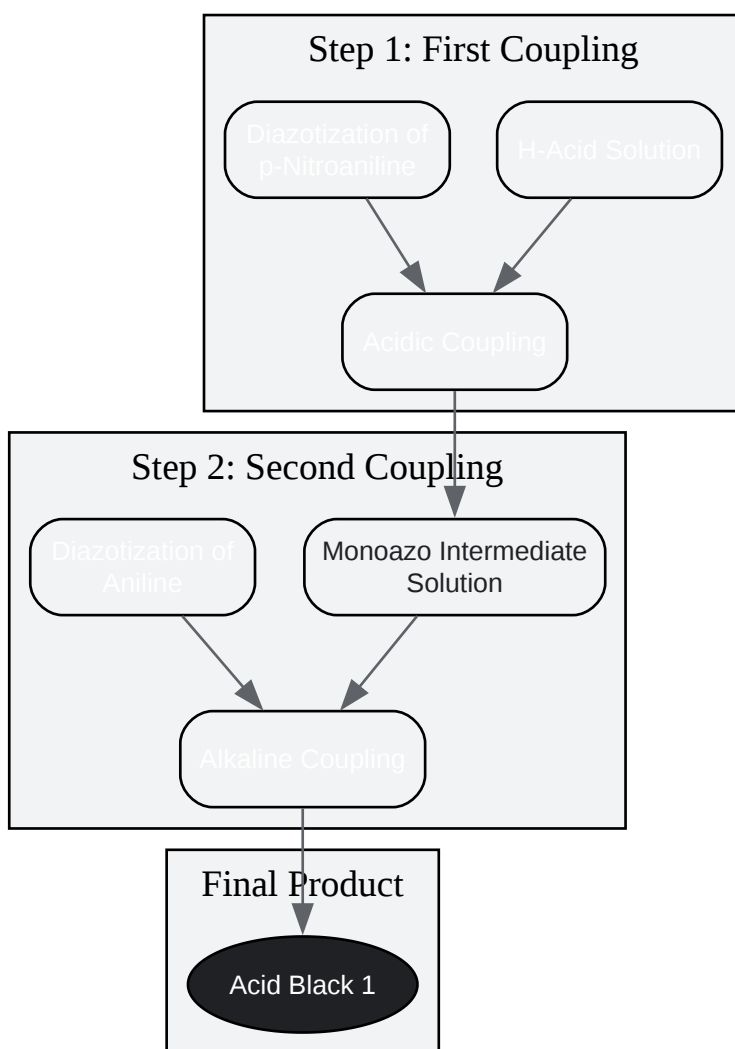 Step 1: First Coupling
Diazotization of
p-Nitroaniline
H-Acid Solution
Acidic Coupling
Step 2: Second Coupling
Diazotization of
Aniline
Monoazo Intermediate
Solution
Alkaline Coupling
Final Product
Acid Black 1